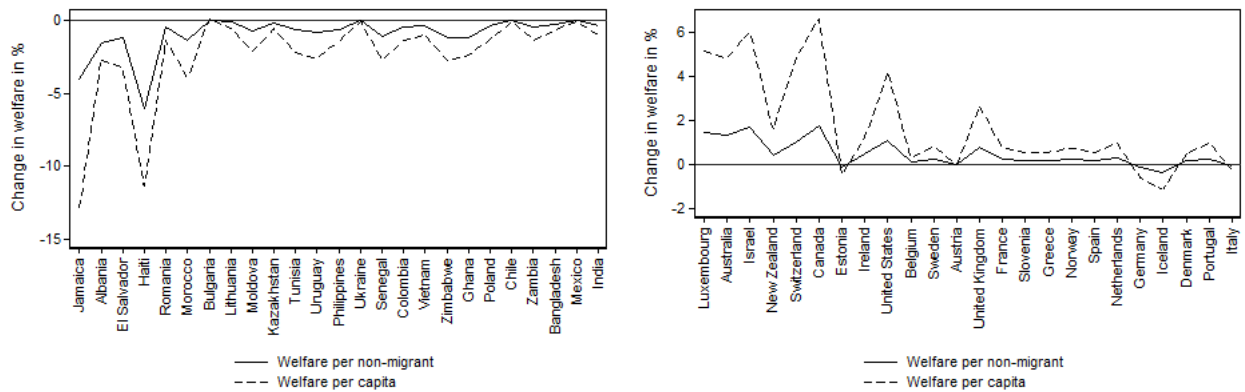 Change in welfare in %
0
-5
-10
-15
Jamaica
Albania
El Salvador
Haiti
Romania
Morocco
Bulgaria
Lithuania
Moldova
Kazakhstan
Tunisia
Uruguay
Philippines
Ukraine
Senegal
Colombia
Vietnam
Zimbabwe
Ghana
Poland
Chile
Zambia
Bangladesh
Mexico
India
Welfare per non-migrant
Welfare per capita
Change in welfare in %
6
4
2
0
-2
Luxembourg
Australia
Israel
New Zealand
Switzerland
Canada
Estonia
Ireland
United States
Belgium
Sweden
Austria
United Kingdom
France
Slovenia
Greece
Norway
Spain
Netherlands
Germany
Iceland
Denmark
Portugal
Italy
Welfare per non-migrant
Welfare per capita